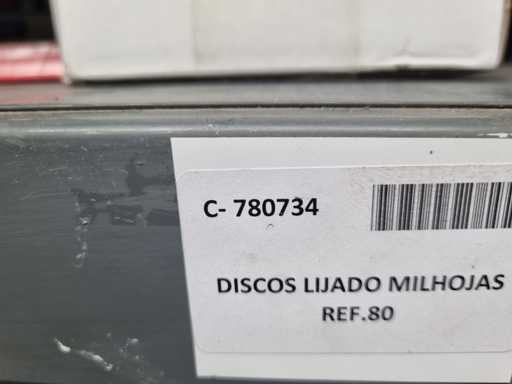 C- 780734
DISCOS LIJADO MILHOJAS
REF.80